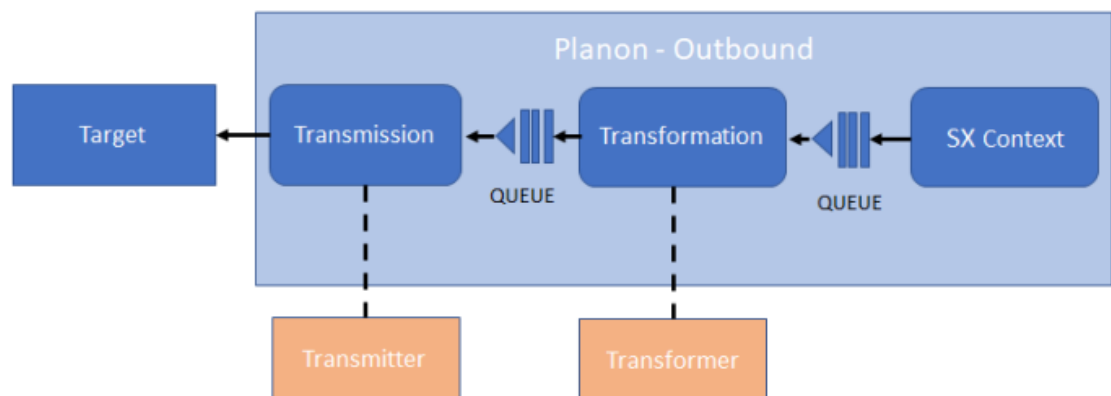 Planon - Outbound
Target
Transmission
Transformation
SX Context
QUEUE
QUEUE
Transmitter
Transformer